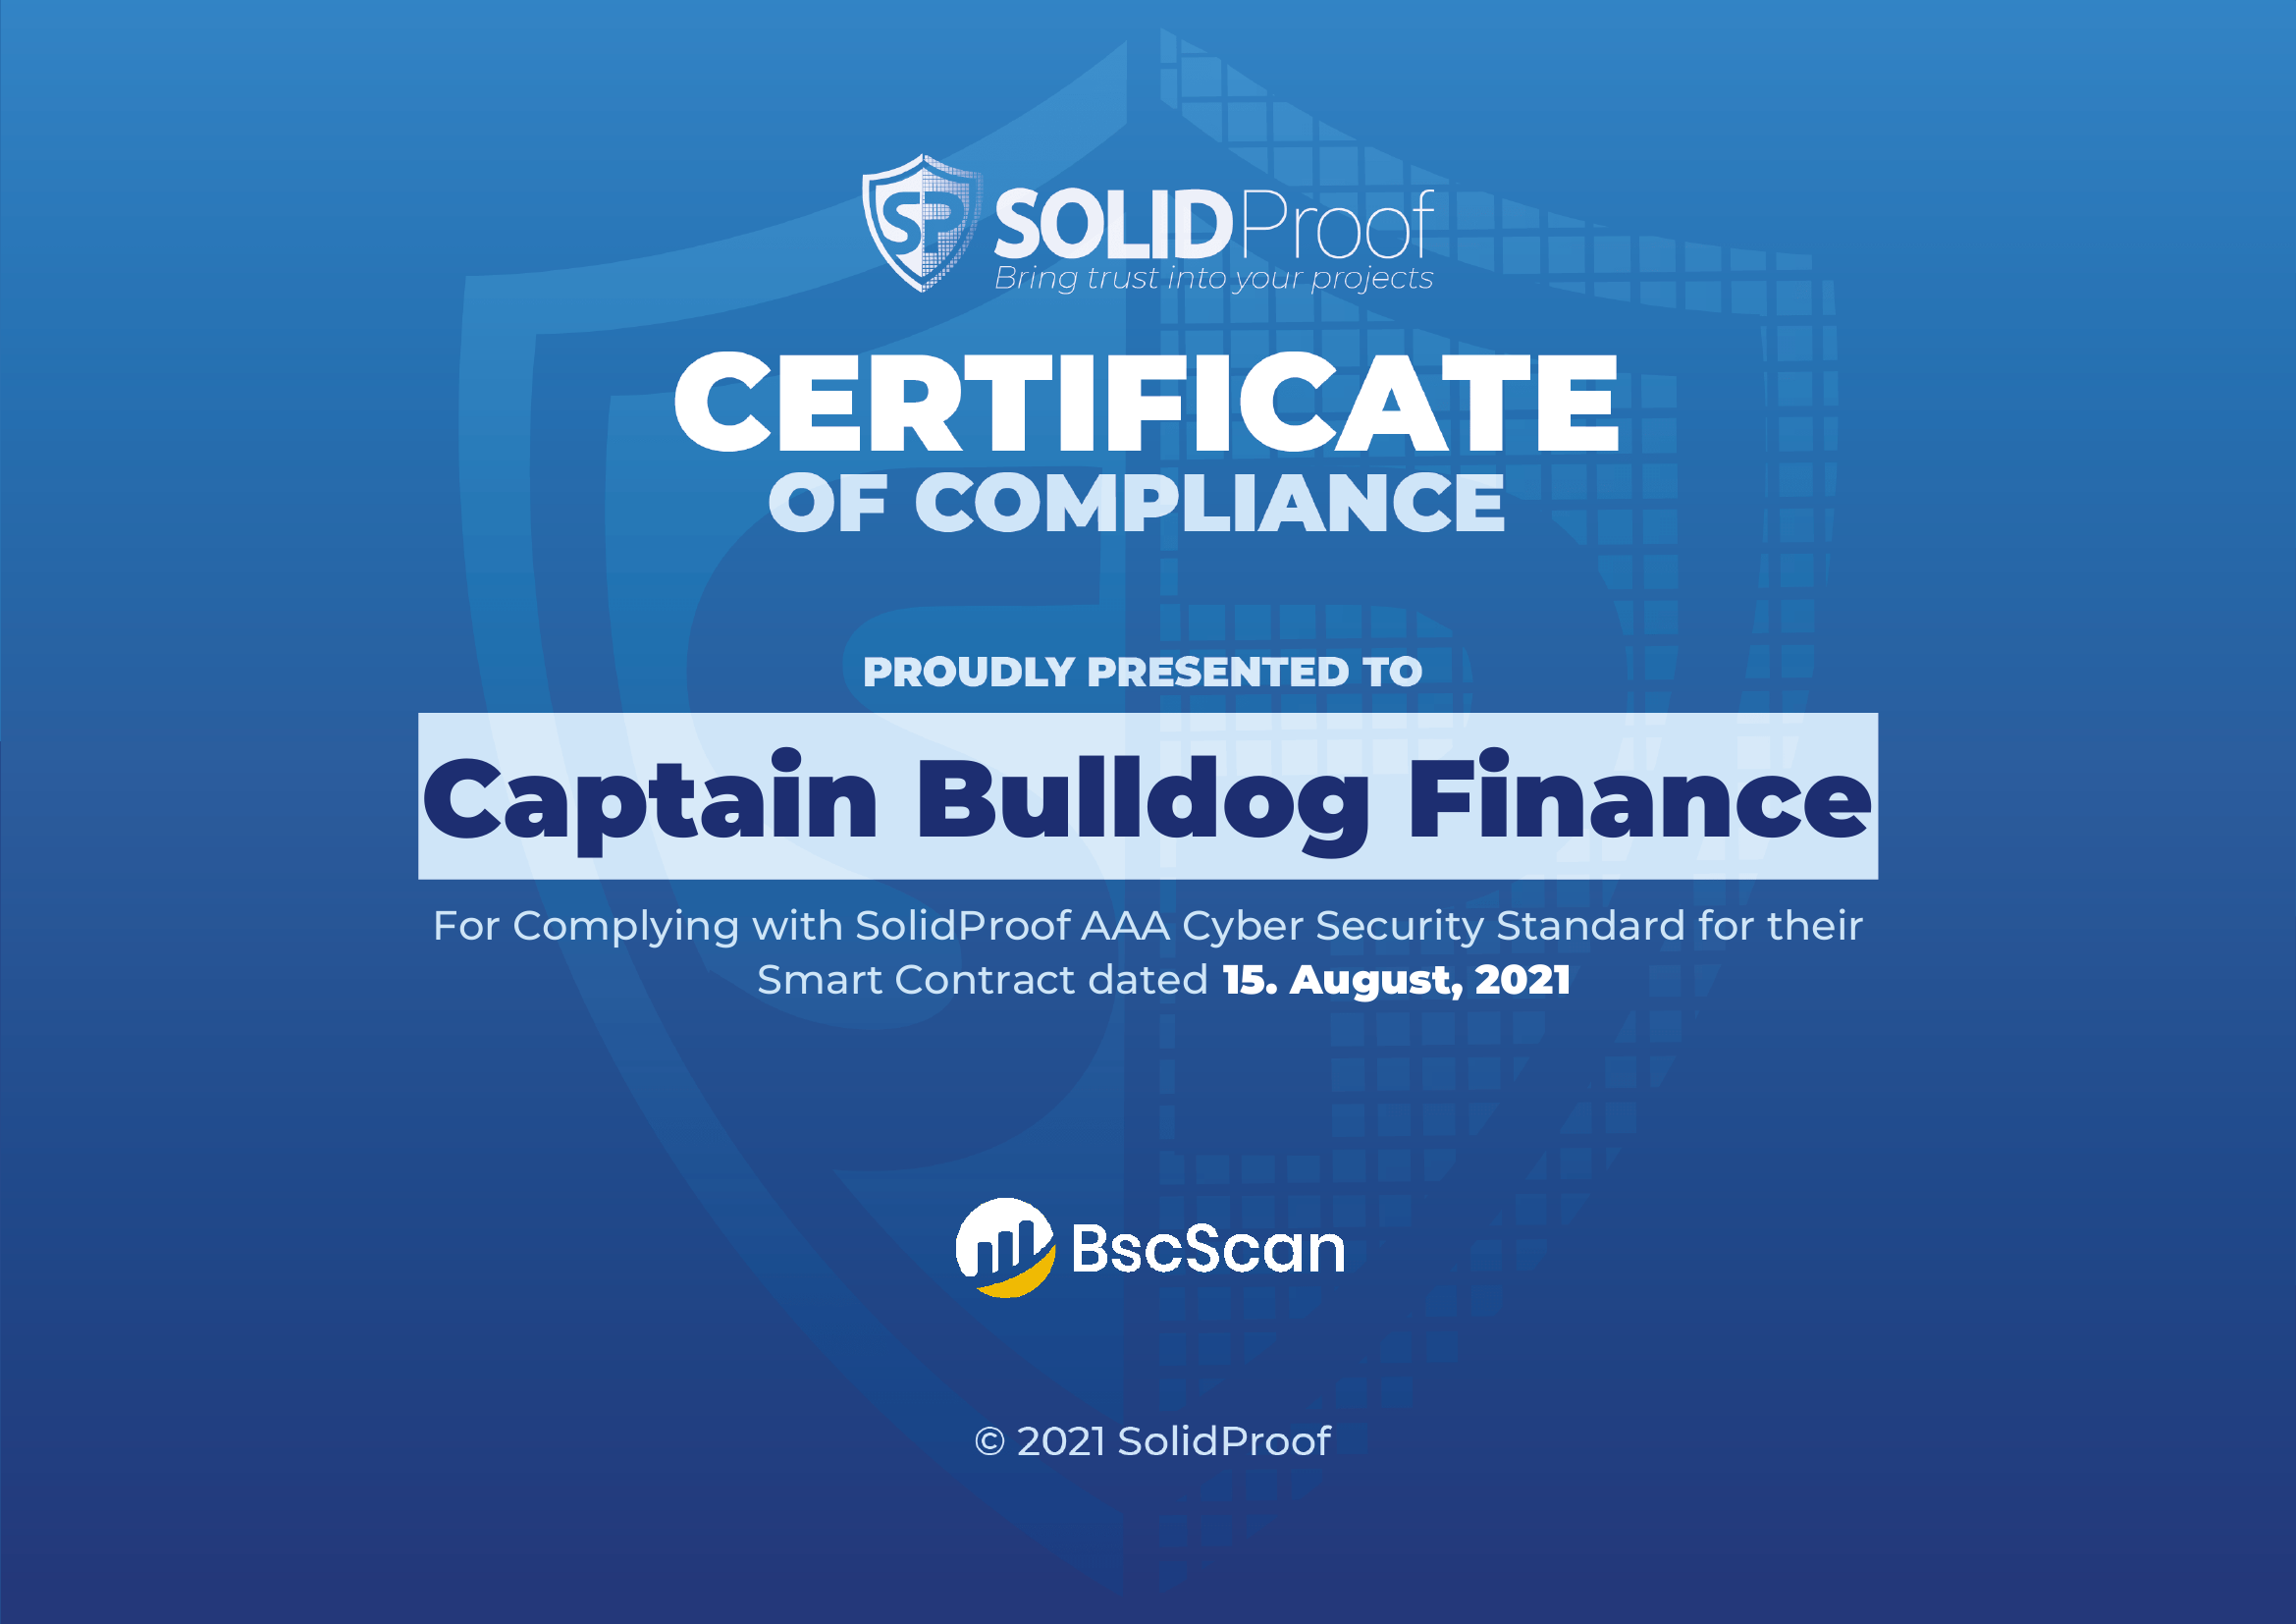 SP SOLIDProof
Bring trust into your projects
CERTIFICATE
OF COMPLIANCE
PROUDLY PRESENTED TO
Captain Bulldog Finance
For Complying with SolidProof AAA Cyber Security Standard for their
Smart Contract dated 15. August, 2021
BscScan
© 2021 SolidProof